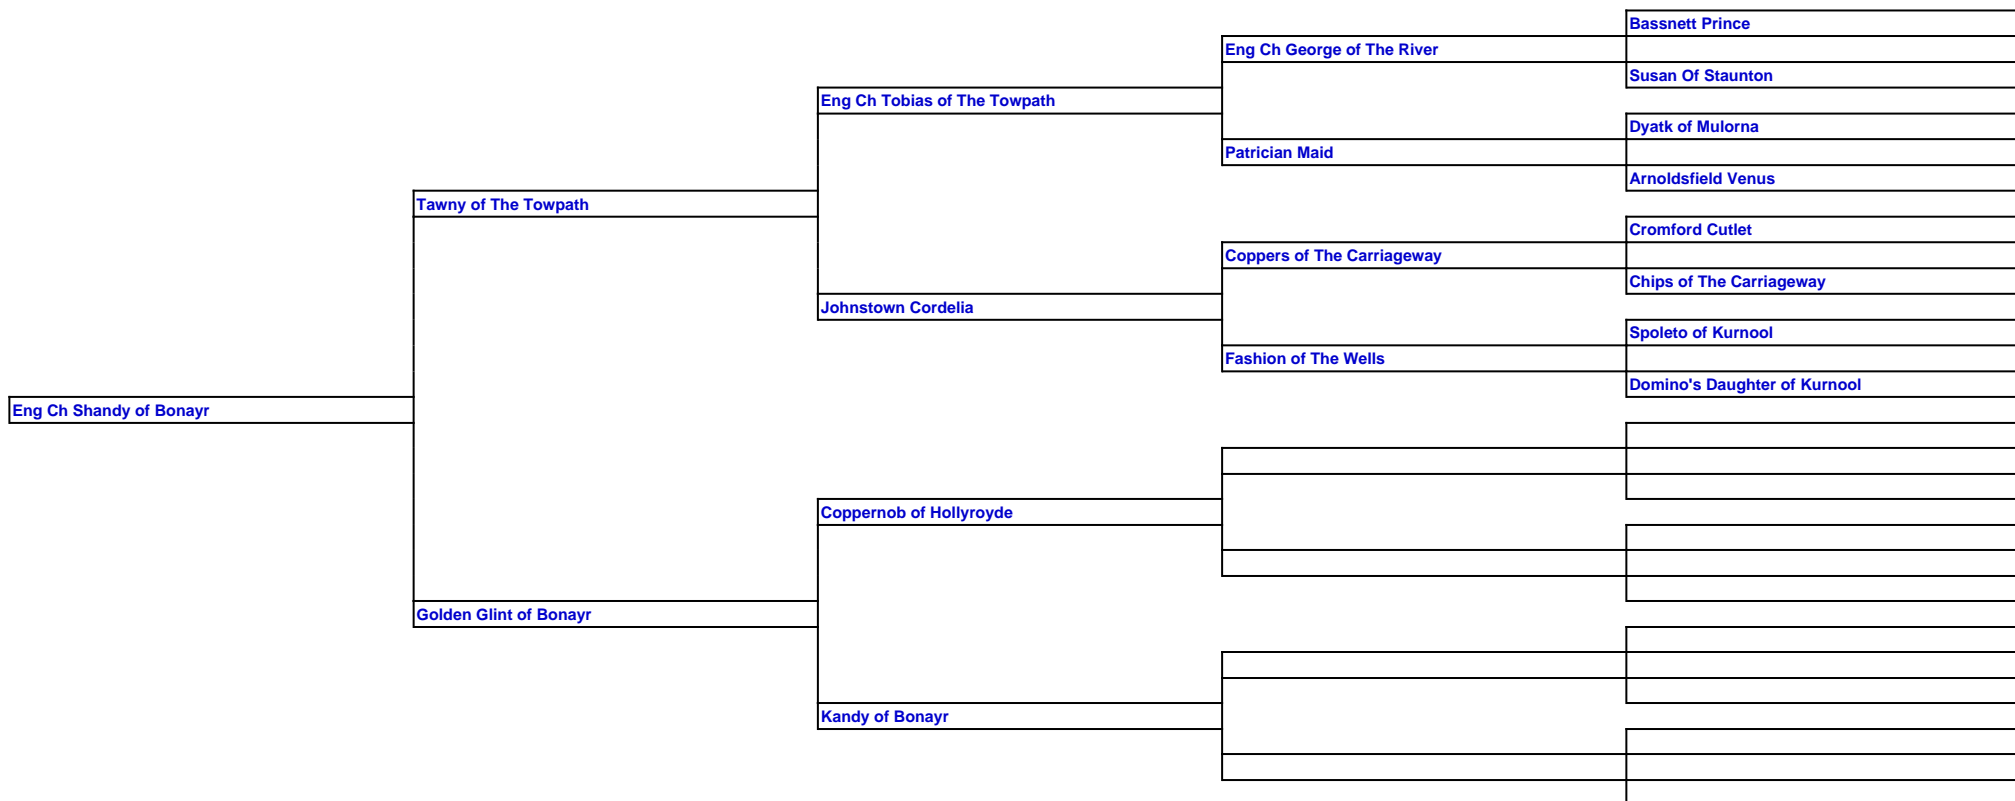 Bassnett Prince
Eng Ch George of The River
Susan Of Staunton
Eng Ch Tobias of The Towpath
Dyatk of Mulorna
Patrician Maid
Arnoldsfield Venus
Tawny of The Towpath
Cromford Cutlet
Coppers of The Carriageway
Chips of The Carriageway
Johnstown Cordelia
Spoleto of Kurnool
Fashion of The Wells
Domino's Daughter of Kurnool
Eng Ch Shandy of Bonayr
Coppernob of Hollyroyde
Golden Glint of Bonayr
Kandy of Bonayr